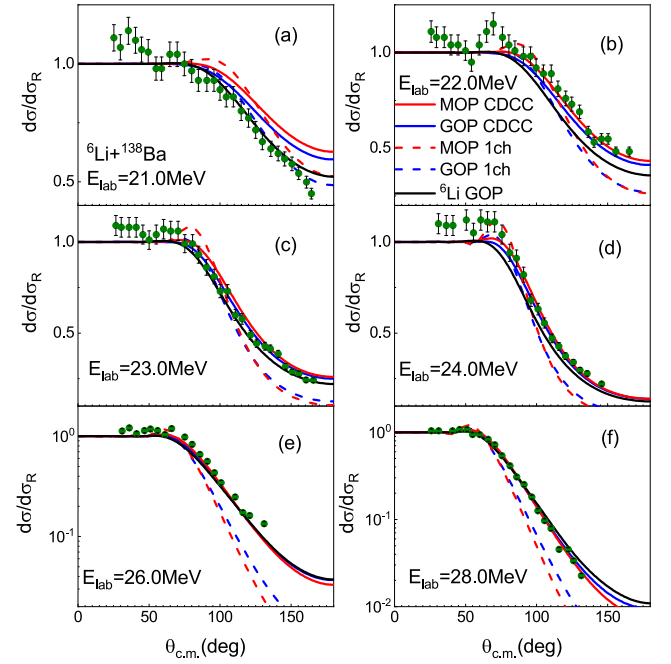 (a)
1.0
0.5
dσ/dσR
⁶Li+¹³⁸Ba
Elab=21.0MeV
(b)
1.0
0.5
dσ/dσR
Elab=22.0MeV
MOP CDCC
GOP CDCC
MOP 1ch
GOP 1ch
⁶Li GOP
(c)
1.0
0.5
dσ/dσR
Elab=23.0MeV
(d)
1.0
0.5
dσ/dσR
Elab=24.0MeV
(e)
10⁰
10⁻¹
dσ/dσR
Elab=26.0MeV
0 50 100 150
θc.m.(deg)
(f)
10⁰
10⁻¹
10⁻²
dσ/dσR
Elab=28.0MeV
0 50 100 150
θc.m.(deg)